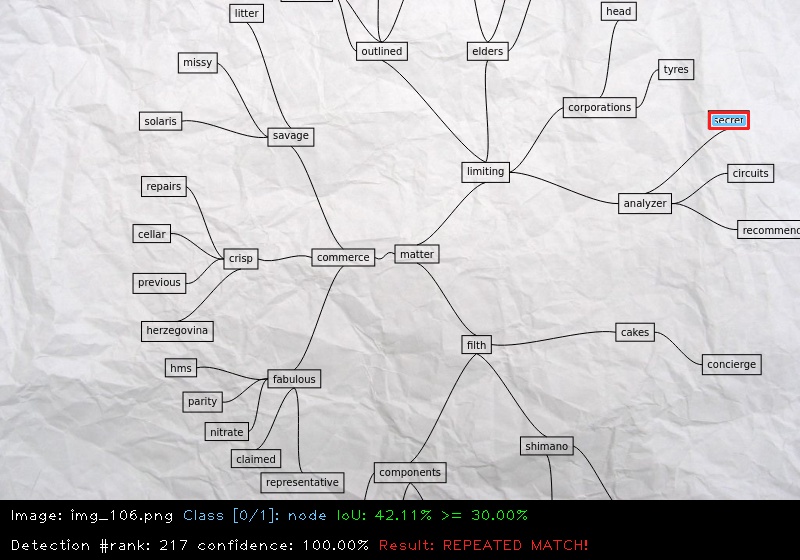 litter
head
outlined
elders
missy
tyres
corporations
solaris
secret
savage
limiting
circuits
repairs
analyzer
recommend
cellar
crisp
commerce
matter
previous
herzegovina
cakes
filth
hms
concierge
fabulous
parity
nitrate
shimano
claimed
components
representative
Image: img_106.png Class [0/1]: node IoU: 42.11% >= 30.00%
Detection #rank: 217 confidence: 100.00% Result: REPEATED MATCH!